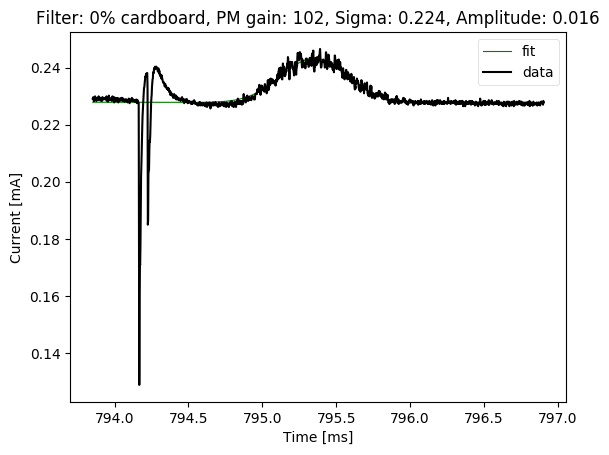 Filter: 0% cardboard, PM gain: 102, Sigma: 0.224, Amplitude: 0.016
fit
data
0.24
0.22
0.20
0.18
0.16
0.14
Current [mA]
794.0 794.5 795.0 795.5 796.0 796.5 797.0
Time [ms]